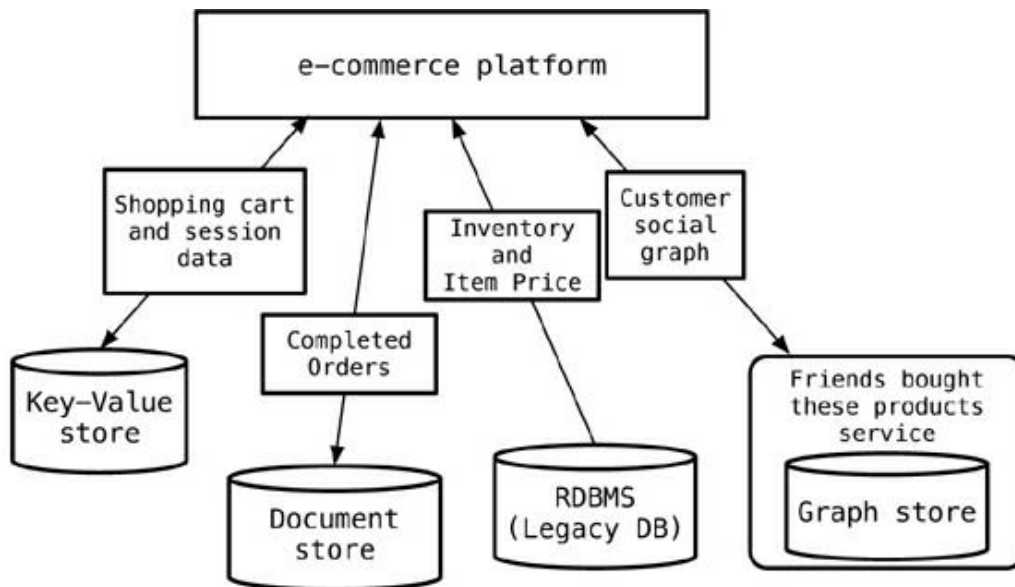 e-commerce platform
Shopping cart
and session
data
Customer
social
graph
Inventory
and
Item Price
Completed
Orders
Key-Value
store
Friends bought
these products
service
Document
store
RDBMS
(Legacy DB)
Graph store